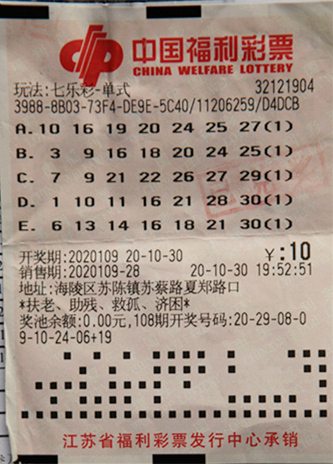 中国福利彩票
CHINA WELFARE LOTTERY
玩法:七乐彩-单式 32121904
3988-8B03-73F4-DE9E-5C40/11206259/D4DCB
A. 10 16 19 20 24 25 27(1)
B. 3 9 16 18 20 24 25(1)
C. 7 9 21 22 26 27 29(1)
D. 1 10 11 16 21 28 30(1)
E. 6 13 14 16 18 19 30(1)
开奖期:2020109 20-10-30 ¥:10
销售期:2020109-28 20-10-30 19:52:51
地址:海陵区苏陈镇苏蔡路夏郑路口
*扶老、助残、救孤、济困*
奖池余额:0.00元,108期开奖号码:20-29-08-0
9-10-24-06+19
江苏省福利彩票发行中心承销